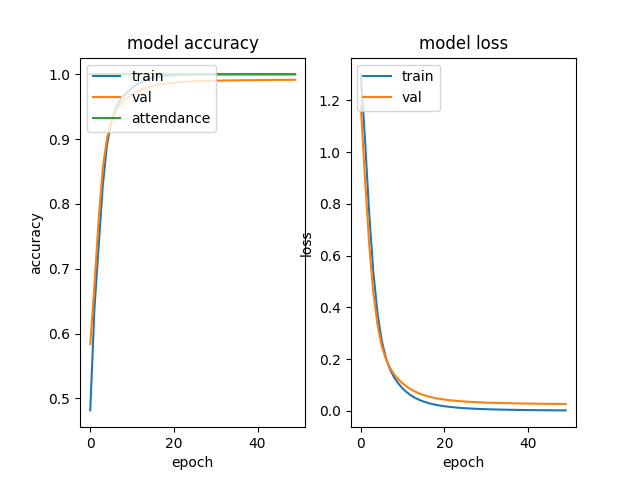 model accuracy
train
val
attendance
1.0
0.9
0.8
0.7
0.6
0.5
accuracy
0
20
40
epoch
model loss
train
val
1.2
1.0
0.8
0.6
0.4
0.2
0.0
loss
0
20
40
epoch